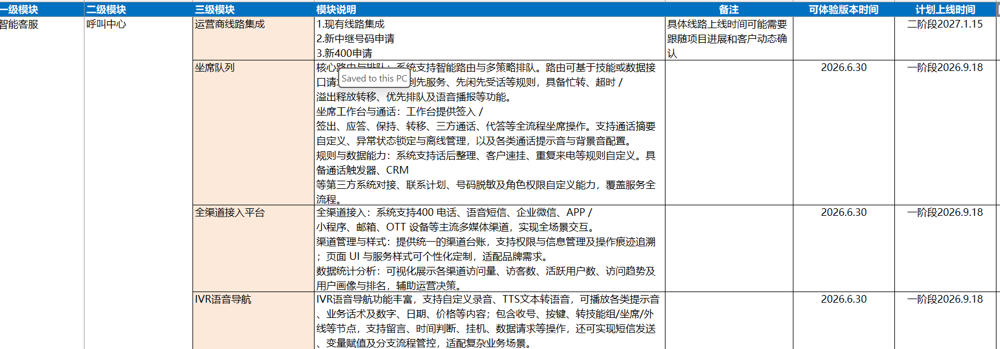 一级模块 二级模块 三级模块 模块说明 备注 可体验版本时间 计划上线时间
智能客服 呼叫中心 运营商线路集成 1.现有线路集成 具体线路上线时间可能需要 二阶段2027.1.15
2.新中继号码申请 跟随项目进展和客户动态确
3.新400申请 认
坐席队列 核心路由与排队：系统支持智能路由与多策略排队。路由可基于技能或数据接 2026.6.30 一阶段2026.9.18
Saved to this PC
口请 到先服务、先闲先受话等规则，具备忙转、超时 /
溢出释放转移、优先排队及语音播报等功能。
坐席工作台与通话：工作台提供签入 /
签出、应答、保持、转移、三方通话、代答等全流程坐席操作。支持通话摘要
自定义、异常状态锁定与离线管理，以及各类通话提示音与背景音配置。
规则与数据能力：系统支持话后整理、客户速挂、重复来电等规则自定义。具
备通话触发器、CRM
等第三方系统对接、联系计划、号码脱敏及角色权限自定义能力，覆盖服务全
流程。
全渠道接入平台 全渠道接入：系统支持400 电话、语音短信、企业微信、APP / 2026.6.30 一阶段2026.9.18
小程序、邮箱、OTT 设备等主流多媒体渠道，实现全场景交互。
渠道管理与样式：提供统一的渠道台账，支持权限与信息管理及操作痕迹追溯
；页面 UI 与服务样式可个性化定制，适配品牌需求。
数据统计分析：可视化展示各渠道访问量、访客数、活跃用户数、访问趋势及
用户画像与排名，辅助运营决策。
IVR语音导航 IVR语音导航功能丰富，支持自定义录音、TTS文本转语音，可播放各类提示音 2026.6.30 一阶段2026.9.18
、业务话术及数字、日期、价格等内容；包含收号、按键、转技能组/坐席/外
线等节点，支持留言、时间判断、挂机、数据请求等操作，还可实现短信发送
、变量赋值及分支流程管控，适配复杂业务场景。